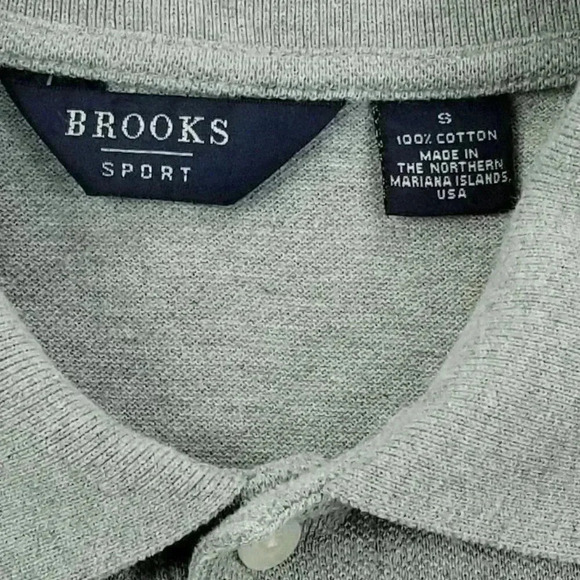 BROOKS
SPORT
S
100% COTTON
MADE IN
THE NORTHERN
MARIANA ISLANDS,
USA